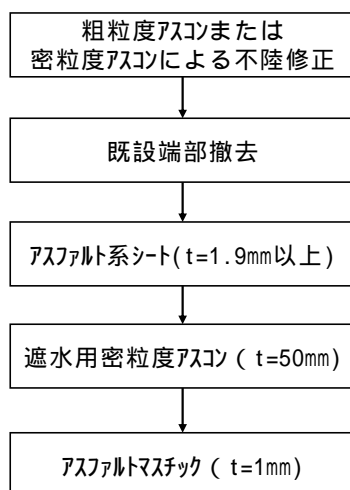 粗粒度ｱｽｺﾝまたは
密粒度ｱｽｺﾝによる不陸修正
既設端部撤去
ｱｽﾌｧﾙﾄ系ｼｰﾄ(t=1.9mm以上)
遮水用密粒度ｱｽｺﾝ（t=50mm）
ｱｽﾌｧﾙﾄﾏｽﾁｯｸ（t=1mm）